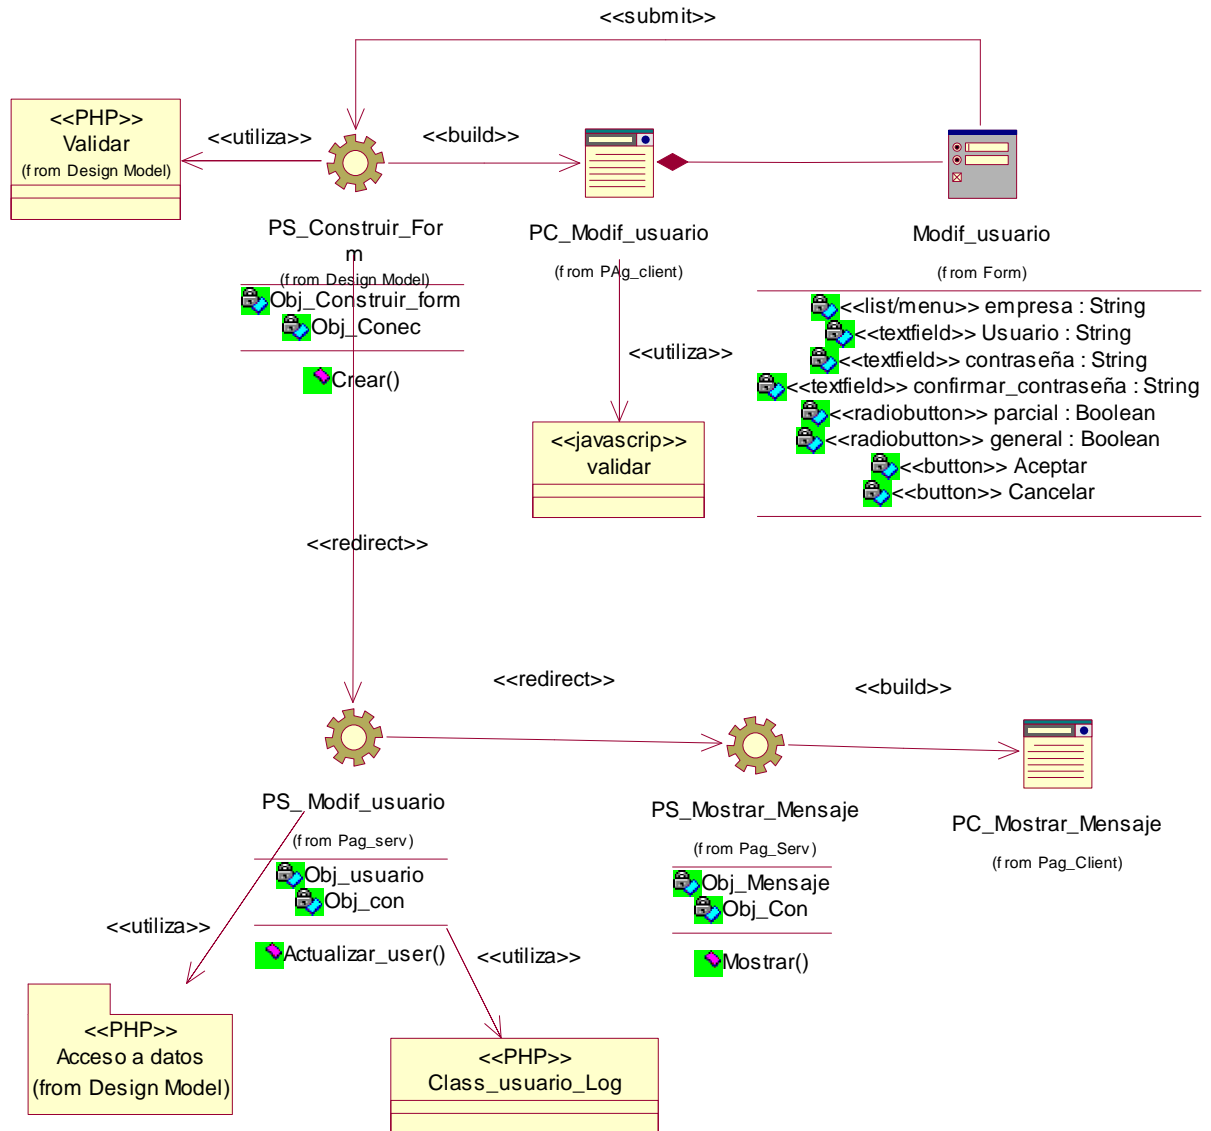 <<submit>>
<<PHP>>
Validar
(from Design Model)
<<utiliza>>
<<build>>
PS_Construir_For
m
(from Design Model)
Obj_Construir_form
Obj_Conec
Crear()
PC_Modif_usuario
(from PAg_client)
<<utiliza>>
<<javascrip>>
validar
Modif_usuario
(from Form)
<<list/menu>> empresa : String
<<textfield>> Usuario : String
<<textfield>> contraseña : String
<<textfield>> confirmar_contraseña : String
<<radiobutton>> parcial : Boolean
<<radiobutton>> general : Boolean
<<button>> Aceptar
<<button>> Cancelar
<<redirect>>
<<redirect>>
<<build>>
PS_Modif_usuario
(from Pag_serv)
Obj_usuario
Obj_con
Actualizar_user()
PS_Mostrar_Mensaje
(from Pag_Serv)
Obj_Mensaje
Obj_Con
Mostrar()
PC_Mostrar_Mensaje
(from Pag_Client)
<<utiliza>>
<<utiliza>>
<<PHP>>
Acceso a datos
(from Design Model)
<<PHP>>
Class_usuario_Log